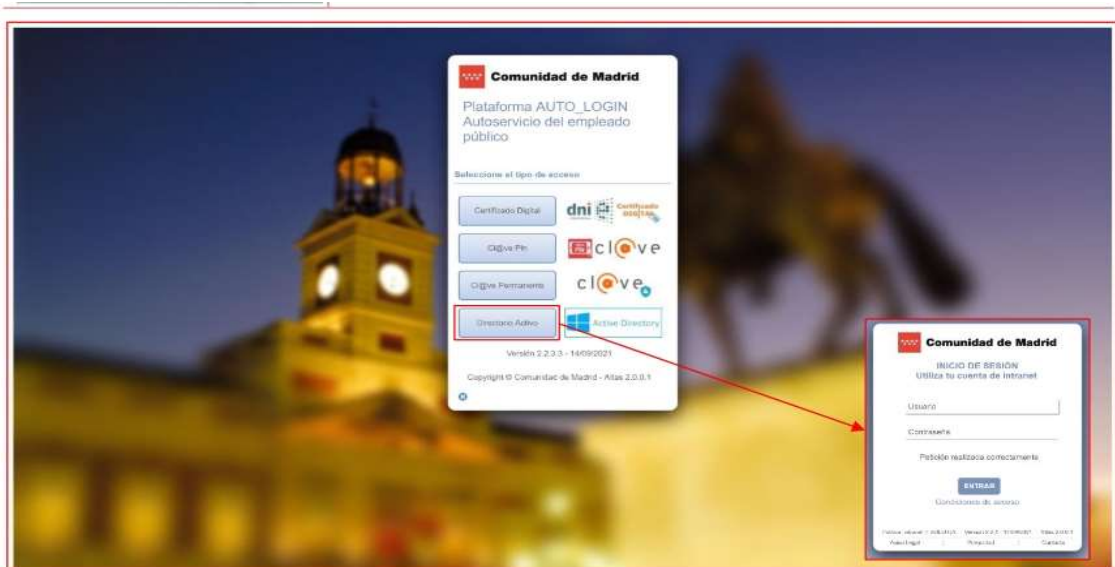 Comunidad de Madrid
Plataforma AUTO_LOGIN
Autoservicio del empleado
público
Seleccione el tipo de acceso
Certificado Digital
dni
Certificado
DIGITAL
Cl@ve Pin
cl@ve
Cl@ve Permanente
cl@ve
Directorio Activo
Active Directory
Versión 2.2.3.3 - 14/09/2021
Copyright © Comunidad de Madrid - Atlas 2.0.0.1
Comunidad de Madrid
INICIO DE SESIÓN
Utiliza tu cuenta de intranet
Usuario
Contraseña
Petición realizada correctamente
ENTRAR
Condiciones de acceso
Aviso Legal | Privacidad | Contacto